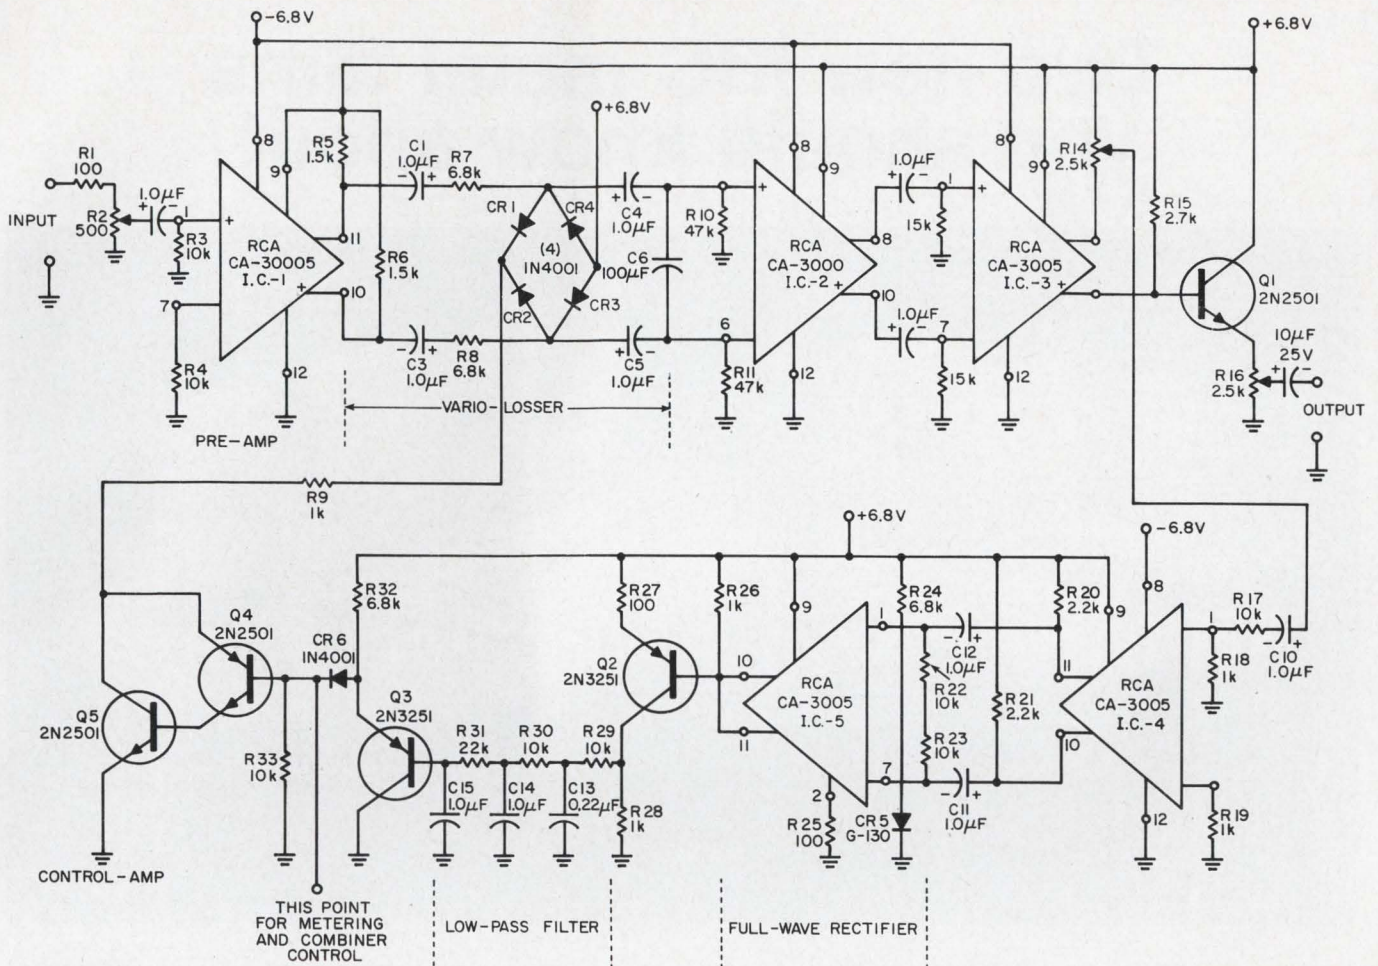 -6.8V
+6.8V
R1
100
INPUT
R2
500
1.0µF
+ -
1
R3
10k
7
R4
10k
8
9
+
RCA
CA-30005
I.C.-1
+
11
10
12
PRE-AMP
R5
1.5k
R6
1.5k
C1
1.0µF
- +
R7
6.8k
C3
1.0µF
- +
R8
6.8k
VARIO-LOSSER
+6.8V
CR1
CR4
(4)
1N4001
CR2
CR3
C4
1.0µF
+ -
C5
1.0µF
+ -
C6
100µF
R10
47k
6
R11
47k
8
9
+
RCA
CA-3000
I.C.-2
+
8
10
12
1.0µF
1
15k
1.0µF
7
15k
8
9
+
RCA
CA-3005
I.C.-3
+
12
R14
2.5k
R15
2.7k
Q1
2N2501
10µF
25V
+ -
R16
2.5k
OUTPUT
R9
1k
+6.8V
-6.8V
Q4
2N2501
CR6
1N4001
R32
6.8k
Q5
2N2501
R33
10k
Q3
2N3251
R31
22k
R30
10k
R29
10k
C15
1.0µF
C14
1.0µF
C13
0.22µF
R28
1k
R27
100
Q2
2N3251
R26
1k
9
10
11
RCA
CA-3005
I.C.-5
1
7
2
R25
100
R24
6.8k
CR5
G-130
C12
1.0µF
- +
R22
10k
R23
10k
C11
1.0µF
- +
R21
2.2k
R20
2.2k
9
8
11
10
RCA
CA-3005
I.C.-4
12
1
R17
10k
R18
1k
C10
1.0µF
- +
R19
1k
CONTROL-AMP
THIS POINT
FOR METERING
AND COMBINER
CONTROL
LOW-PASS FILTER
FULL-WAVE RECTIFIER